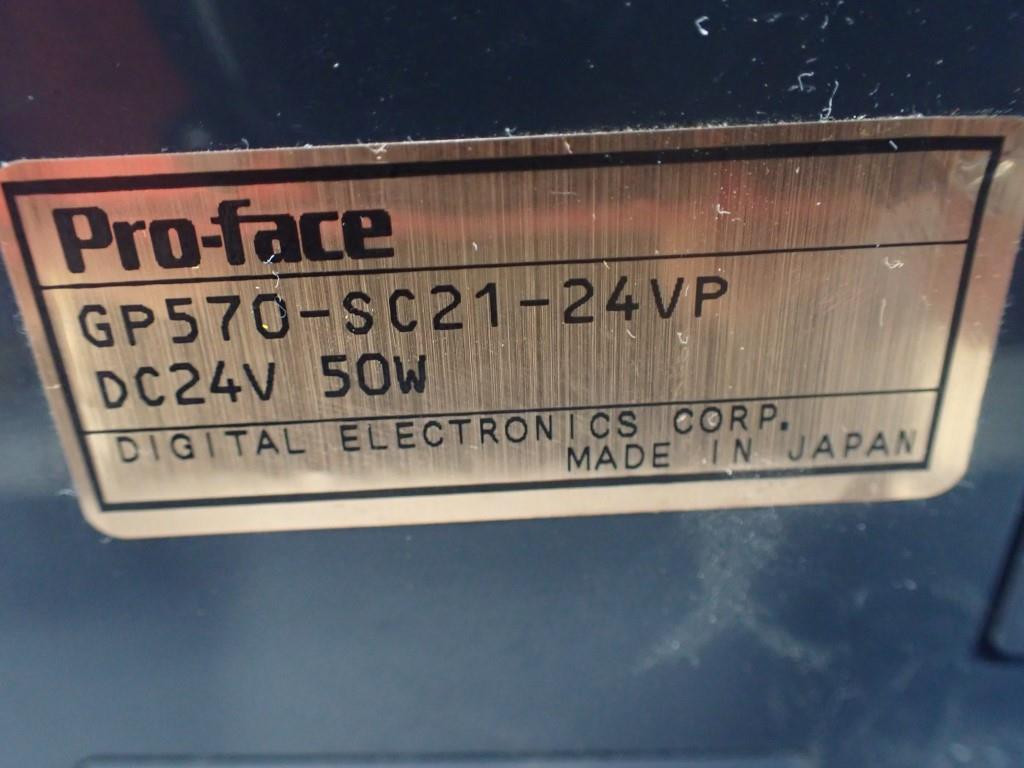 Pro-face
GP570-SC21-24VP
DC24V 50W
DIGITAL ELECTRONICS CORP.
MADE IN JAPAN